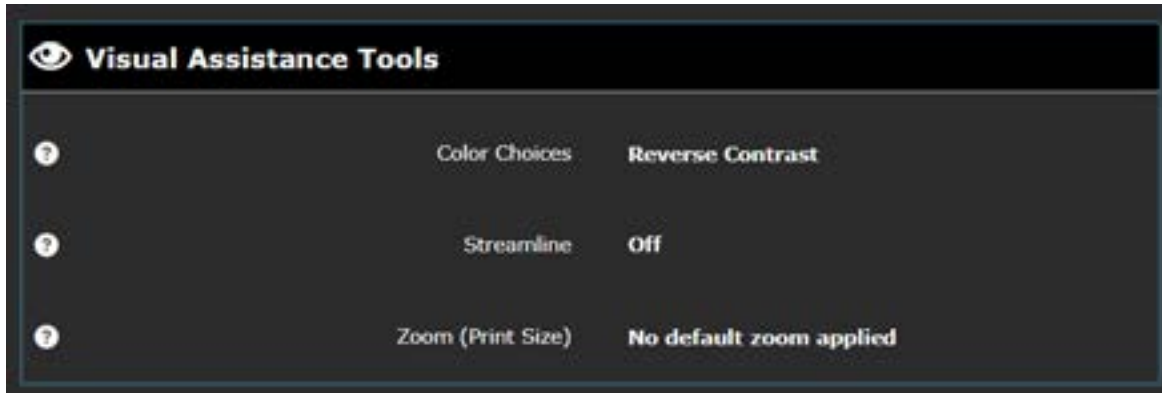 Visual Assistance Tools
? Color Choices Reverse Contrast
? Streamline Off
? Zoom (Print Size) No default zoom applied